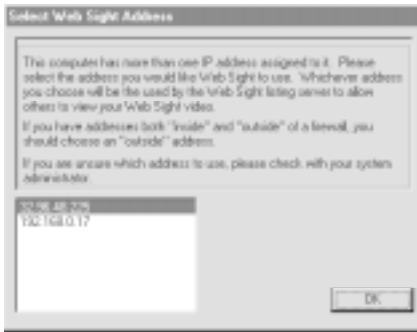 Select Web Sight Address
This computer has more than one IP address assigned to it. Please
select the address you would like Web Sight to use. Whichever address
you choose will be the used by the Web Sight listing server to allow
others to view your Web Sight video.
If you have addresses both "inside" and "outside" of a firewall, you
should choose an "outside" address.
If you are unsure which address to use, please check with your system
administrator.
192.168.0.17
OK